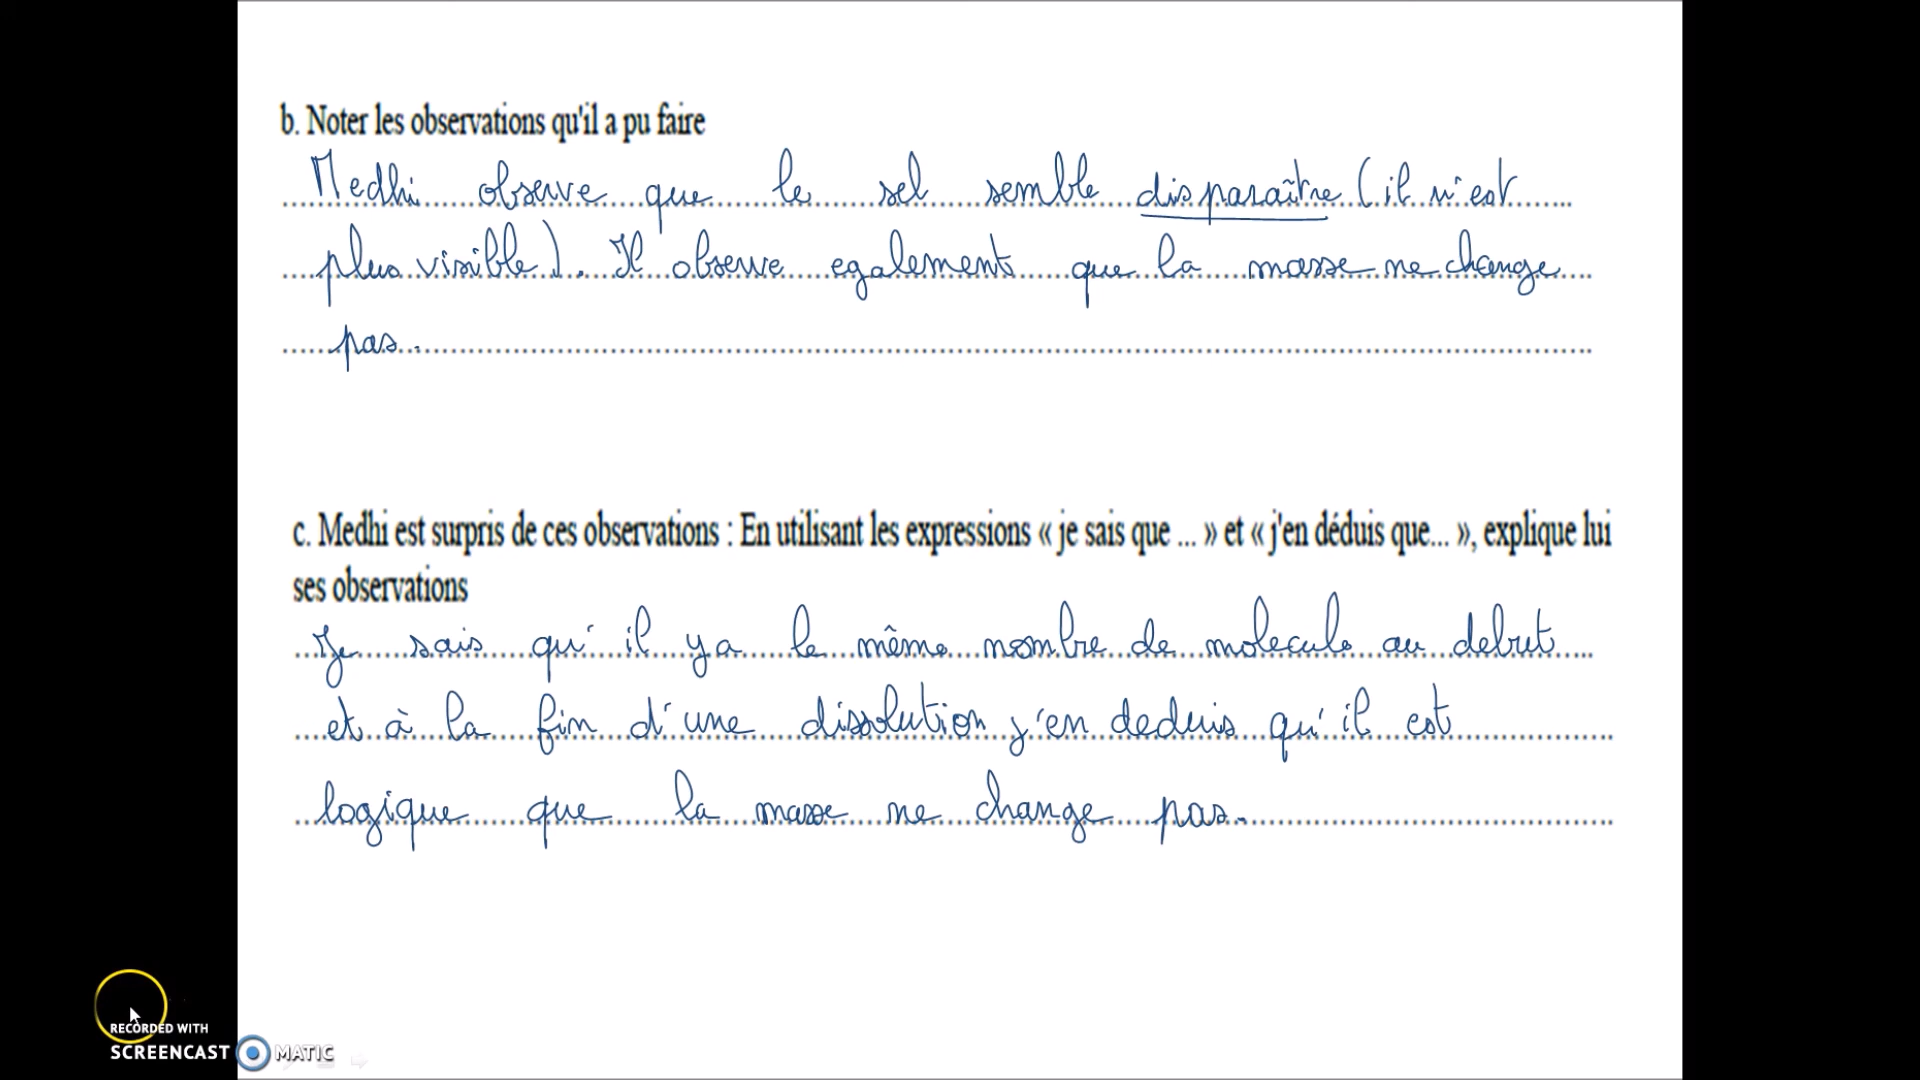 b. Noter les observations qu'il a pu faire
Medhi observe que le sel semble disparaître (il n'est
plus visible). Il observe egalement que la masse ne change
pas.
c. Medhi est surpris de ces observations : En utilisant les expressions « je sais que ... » et « j'en déduis que... », explique lui
ses observations
Je sais qu'il y a le même nombre de molecule au debut
et à la fin d'une dissolution j'en deduis qu'il est
logique que la masse ne change pas.
RECORDED WITH
SCREENCAST MATIC